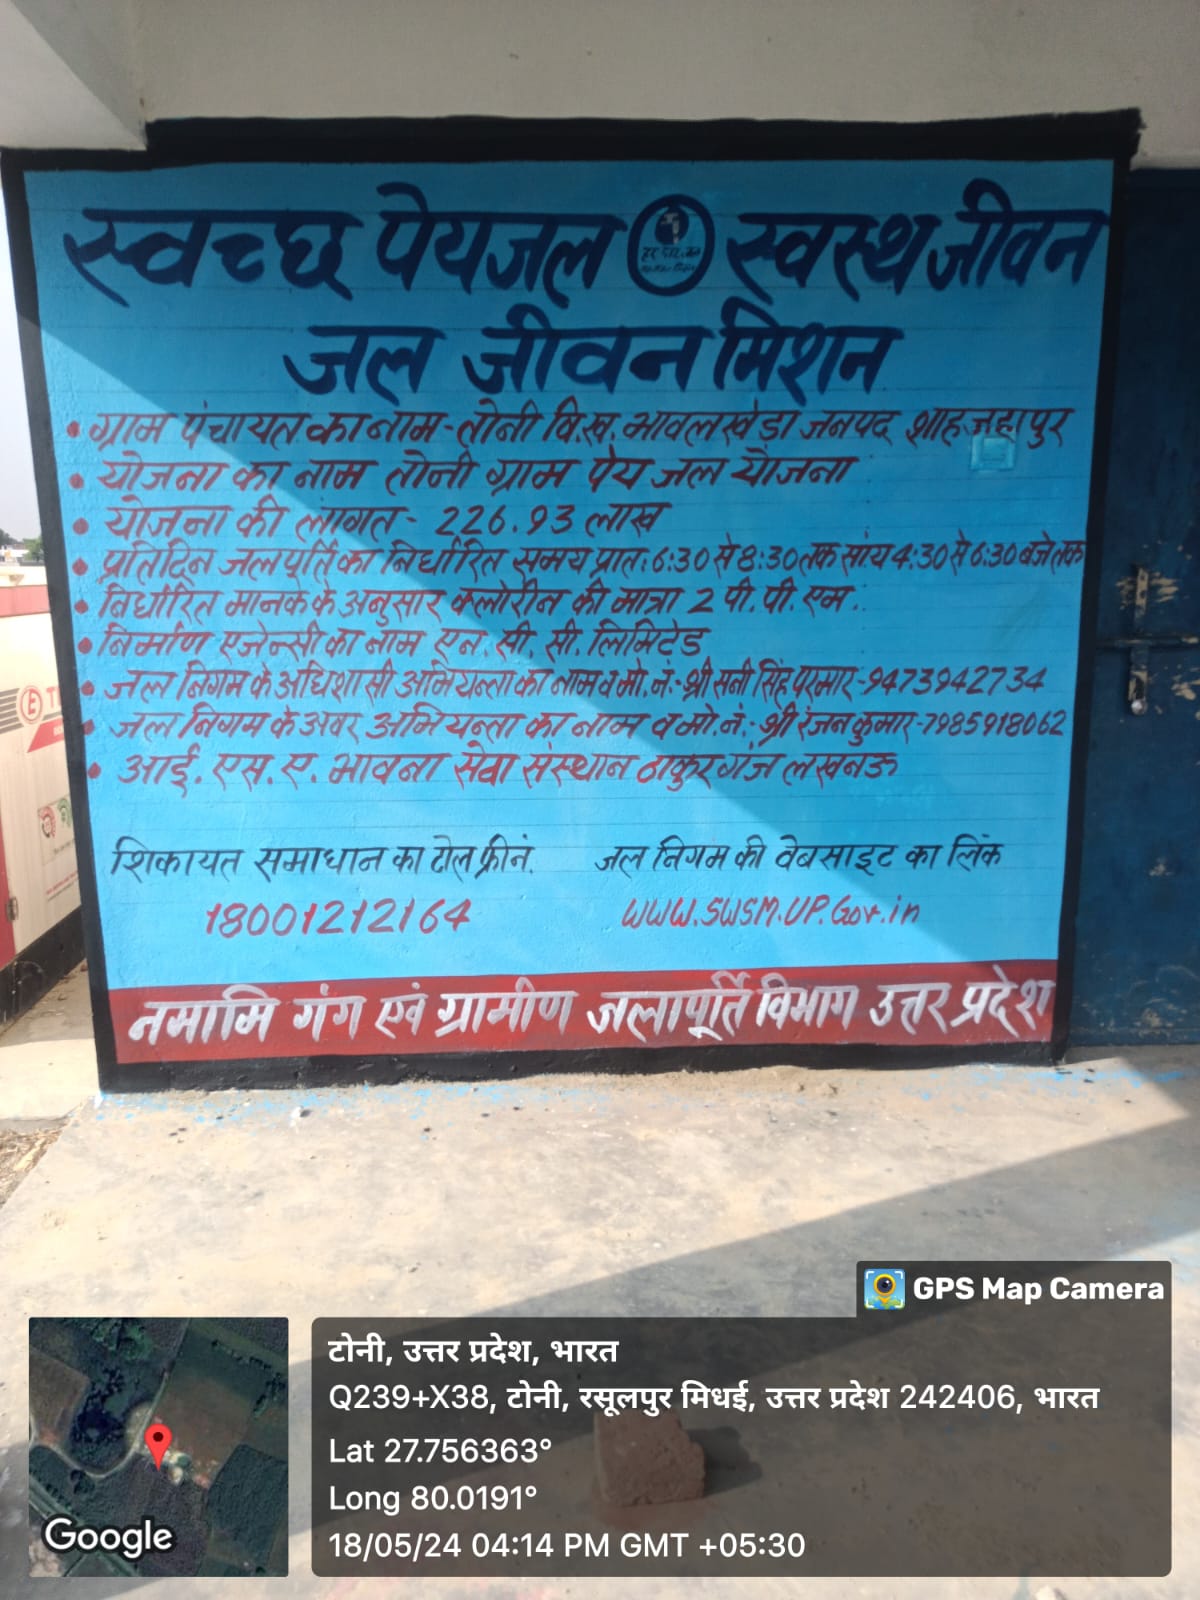 स्वच्छ पेयजल हर घर जल स्वस्थ जीवन
जल जीवन मिशन
• ग्राम पंचायत का नाम - तोनी वि.ख. भावलखेडा जनपद शाहजहापुर
• योजना का नाम तोनी ग्राम पेय जल योजना
• योजना की लागत - 226.93 लाख
• प्रतिदिन जलपूर्ति का निर्धारित समय प्रात: 6:30 से 8:30 तक सांय 4:30 से 6:30 बजे तक
• निर्धारित मानक के अनुसार क्लोरीन की मात्रा 2 पी. पी. एम.
• निर्माण एजेन्सी का नाम एन. सी. सी. लिमिटेड
• जल निगम के अधिशासी अभियन्ता का नाम व मो. नं:- श्री सनी सिंह परमार - 9473942734
• जल निगम के अवर अभियन्ता का नाम व मो. नं: श्री रंजन कुमार - 7985918062
• आई. एस. ए. भावना सेवा संस्थान ठाकुर गंज लखनऊ
शिकायत समाधान का टोल फ्री नं. जल निगम की वेबसाइट का लिंक
18001212164 WWW.SWSM.UP.Gov.in
नमामि गंग एवं ग्रामीण जलापूर्ति विभाग उत्तर प्रदेश
GPS Map Camera
टोनी, उत्तर प्रदेश, भारत
Q239+X38, टोनी, रसूलपुर मिधई, उत्तर प्रदेश 242406, भारत
Lat 27.756363°
Long 80.0191°
18/05/24 04:14 PM GMT +05:30
Google